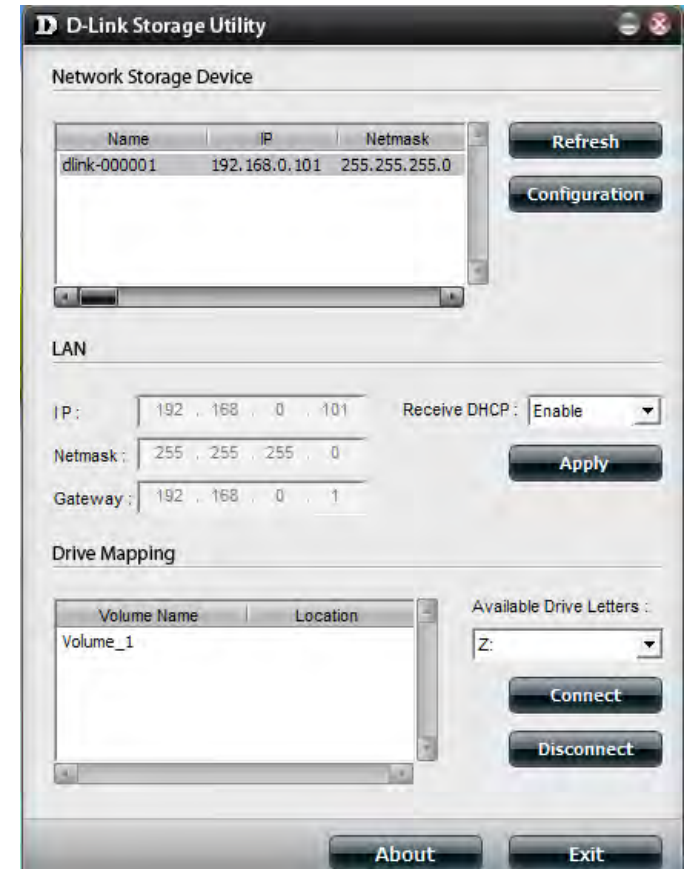 D D-Link Storage Utility
Network Storage Device
Name IP Netmask
dlink-000001 192.168.0.101 255.255.255.0
Refresh
Configuration
LAN
IP: 192 . 168 . 0 . 101
Receive DHCP : Enable
Netmask : 255 . 255 . 255 . 0
Apply
Gateway : 192 . 168 . 0 . 1
Drive Mapping
Volume Name Location
Volume_1
Available Drive Letters :
Z:
Connect
Disconnect
About Exit